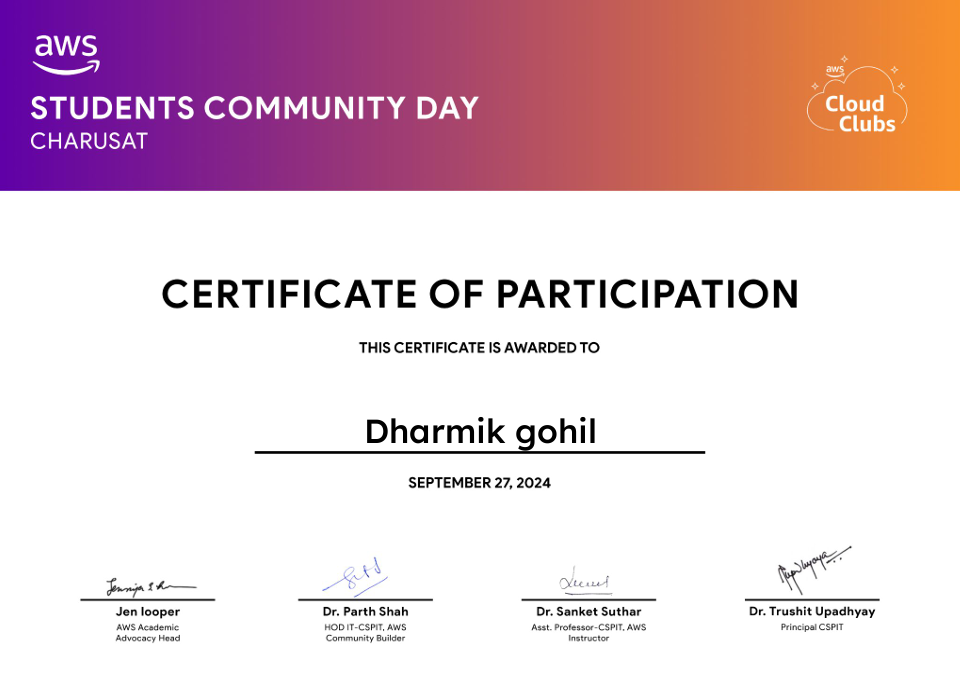 aws
STUDENTS COMMUNITY DAY
CHARUSAT
aws
Cloud
Clubs
CERTIFICATE OF PARTICIPATION
THIS CERTIFICATE IS AWARDED TO
Dharmik gohil
SEPTEMBER 27, 2024
Jen looper
AWS Academic
Advocacy Head
Dr. Parth Shah
HOD IT-CSPIT, AWS
Community Builder
Dr. Sanket Suthar
Asst. Professor-CSPIT, AWS
Instructor
Dr. Trushit Upadhyay
Principal CSPIT